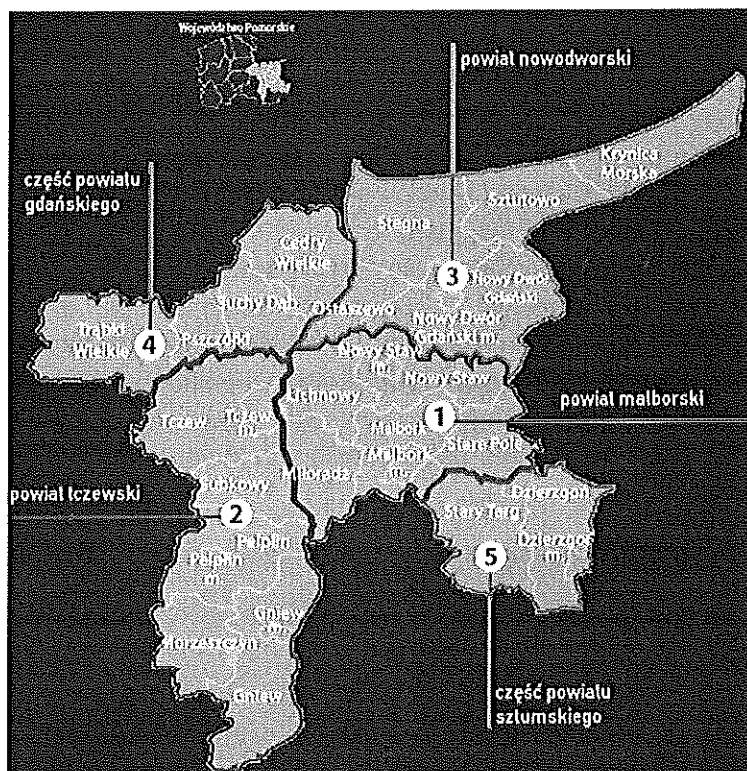 Województwo Pomorskie
powiat nowodworski
część powiatu
gdańskiego
Krynica
Morska
Sztutowo
Stegna
Cedry
Wielkie
3
Nowy Dwór
Gdański
Suchy Dąb
Ostaszewo
Nowy Dwór
Gdański m.
Trąbki
Wielkie
4
Pszczółki
Nowy Staw
m.
Nowy Staw
Lichnowy
powiat malborski
1
Tczew
Tczew
m.
Malbork
Stare Pole
Malbork
m.
Miłoradz
powiat tczewski
Subkowy
Dzierzgoń
Stary Targ
2
Dzierzgoń
m.
Pelplin
Pelplin
m.
5
Gniew
m.
Morzeszczyn
Gniew
część powiatu
sztumskiego